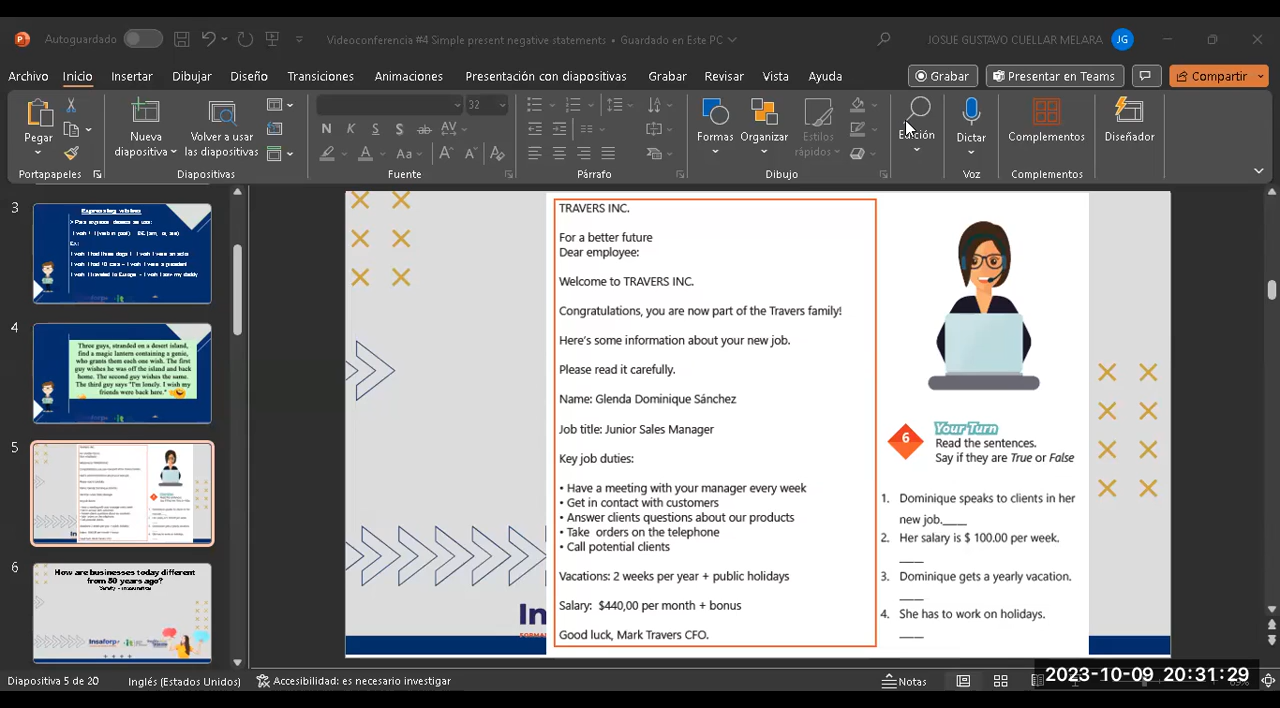 Autoguardado
Videoconferencia #4 Simple present negative statements • Guardado en Este PC
JOSUE GUSTAVO CUELLAR MELARA
JG
Archivo Inicio Insertar Dibujar Diseño Transiciones Animaciones Presentación con diapositivas Grabar Revisar Vista Ayuda
Grabar
Presentar en Teams
Compartir
Pegar
Nueva diapositiva
Volver a usar las diapositivas
32
Formas
Organizar
Estilos rápidos
Edición
Dictar
Complementos
Diseñador
Portapapeles
Diapositivas
Fuente
Párrafo
Dibujo
Voz
Complementos
3
Expressing wishes
4
Three guys, stranded on a desert island,
find a magic lantern containing a genie,
who grants them each one wish. The first
guy wishes he was off the island and back
home. The second guy wishes the same.
The third guy says "I'm lonely. I wish my
friends were back here."
5
6
How are businesses today different
from 50 years ago?
Insaforp
TRAVERS INC.
For a better future
Dear employee:
Welcome to TRAVERS INC.
Congratulations, you are now part of the Travers family!
Here's some information about your new job.
Please read it carefully.
Name: Glenda Dominique Sánchez
Job title: Junior Sales Manager
Key job duties:
• Have a meeting with your manager every week
• Get in contact with customers
• Answer clients questions about our products
• Take orders on the telephone
• Call potential clients
Vacations: 2 weeks per year + public holidays
Salary: $440,00 per month + bonus
Good luck, Mark Travers CFO.
6
Your Turn
Read the sentences.
Say if they are True or False
1. Dominique speaks to clients in her
new job.____
2. Her salary is $ 100.00 per week.
____
3. Dominique gets a yearly vacation.
____
4. She has to work on holidays.
____
In
Diapositiva 5 de 20
Inglés (Estados Unidos)
Accesibilidad: es necesario investigar
Notas
2023-10-09 20:31:29